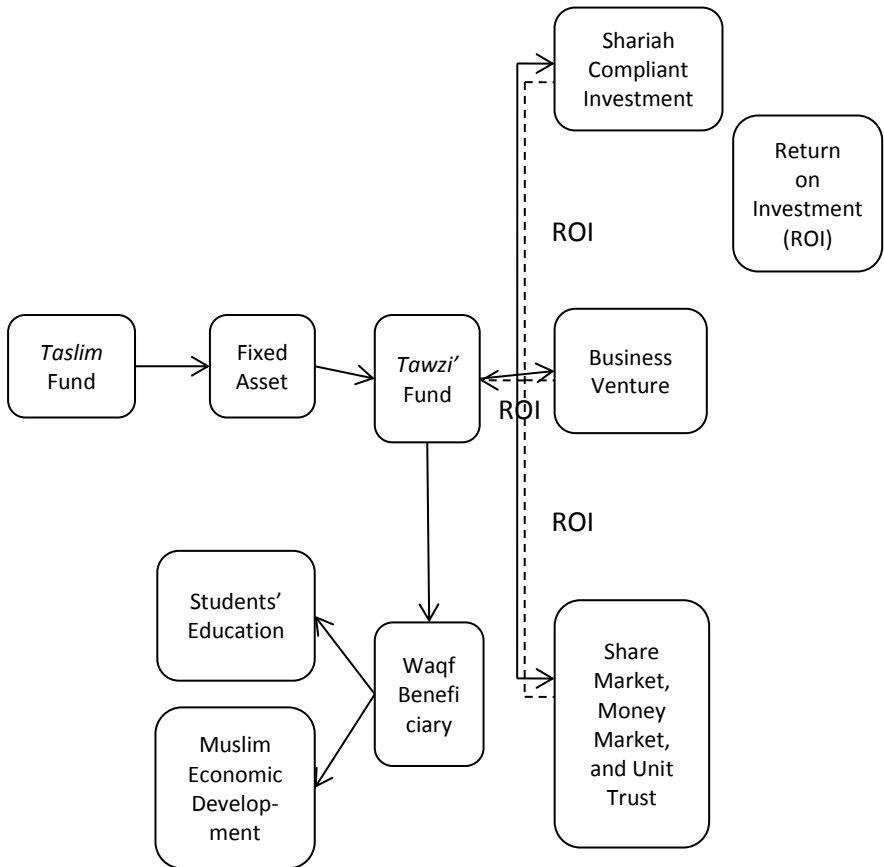 Shariah
Compliant
Investment
Return
on
Investment
(ROI)
ROI
Taslim
Fund
Fixed
Asset
Tawzi’
Fund
Business
Venture
ROI
ROI
Students’
Education
Waqf
Benefi
ciary
Muslim
Economic
Develop-
ment
Share
Market,
Money
Market,
and Unit
Trust